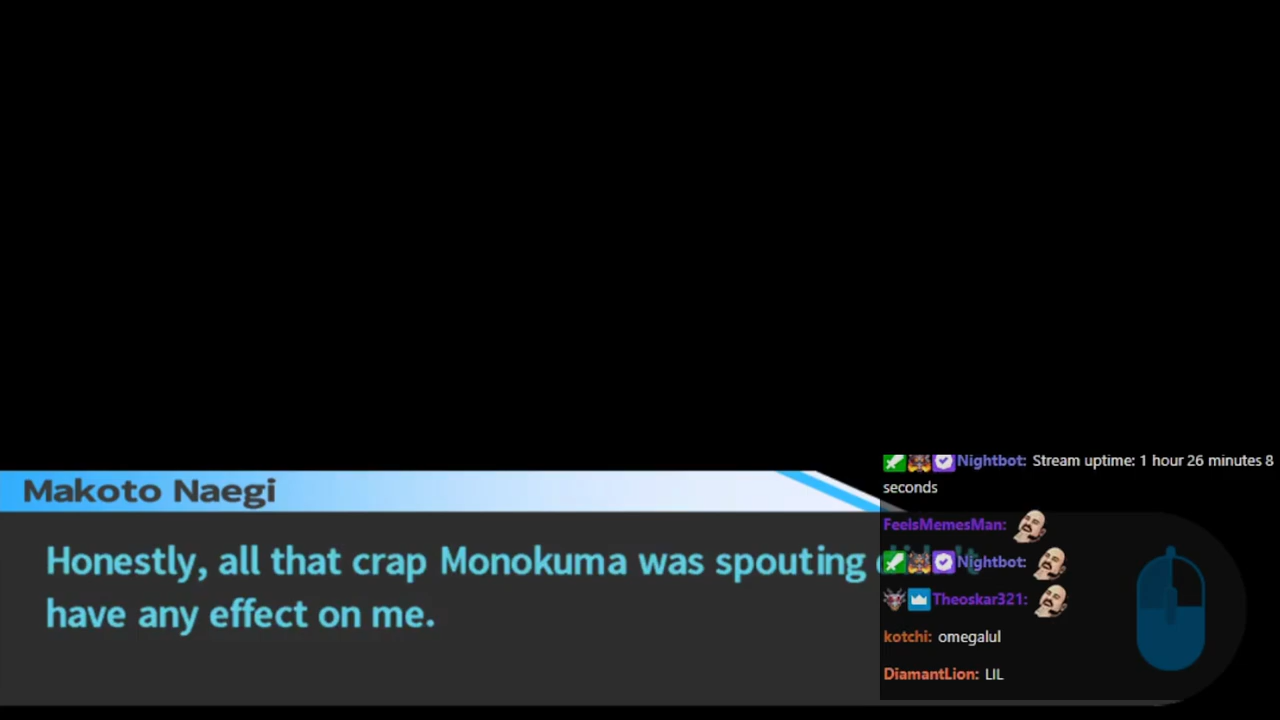 Nightbot: Stream uptime: 1 hour 26 minutes 8
seconds
Makoto Naegi
FeelsMemesMan:
Honestly, all that crap Monokuma was spouting didn't
have any effect on me.
Nightbot:
Theoskar321:
kotchi: omegalul
DiamantLion: LIL